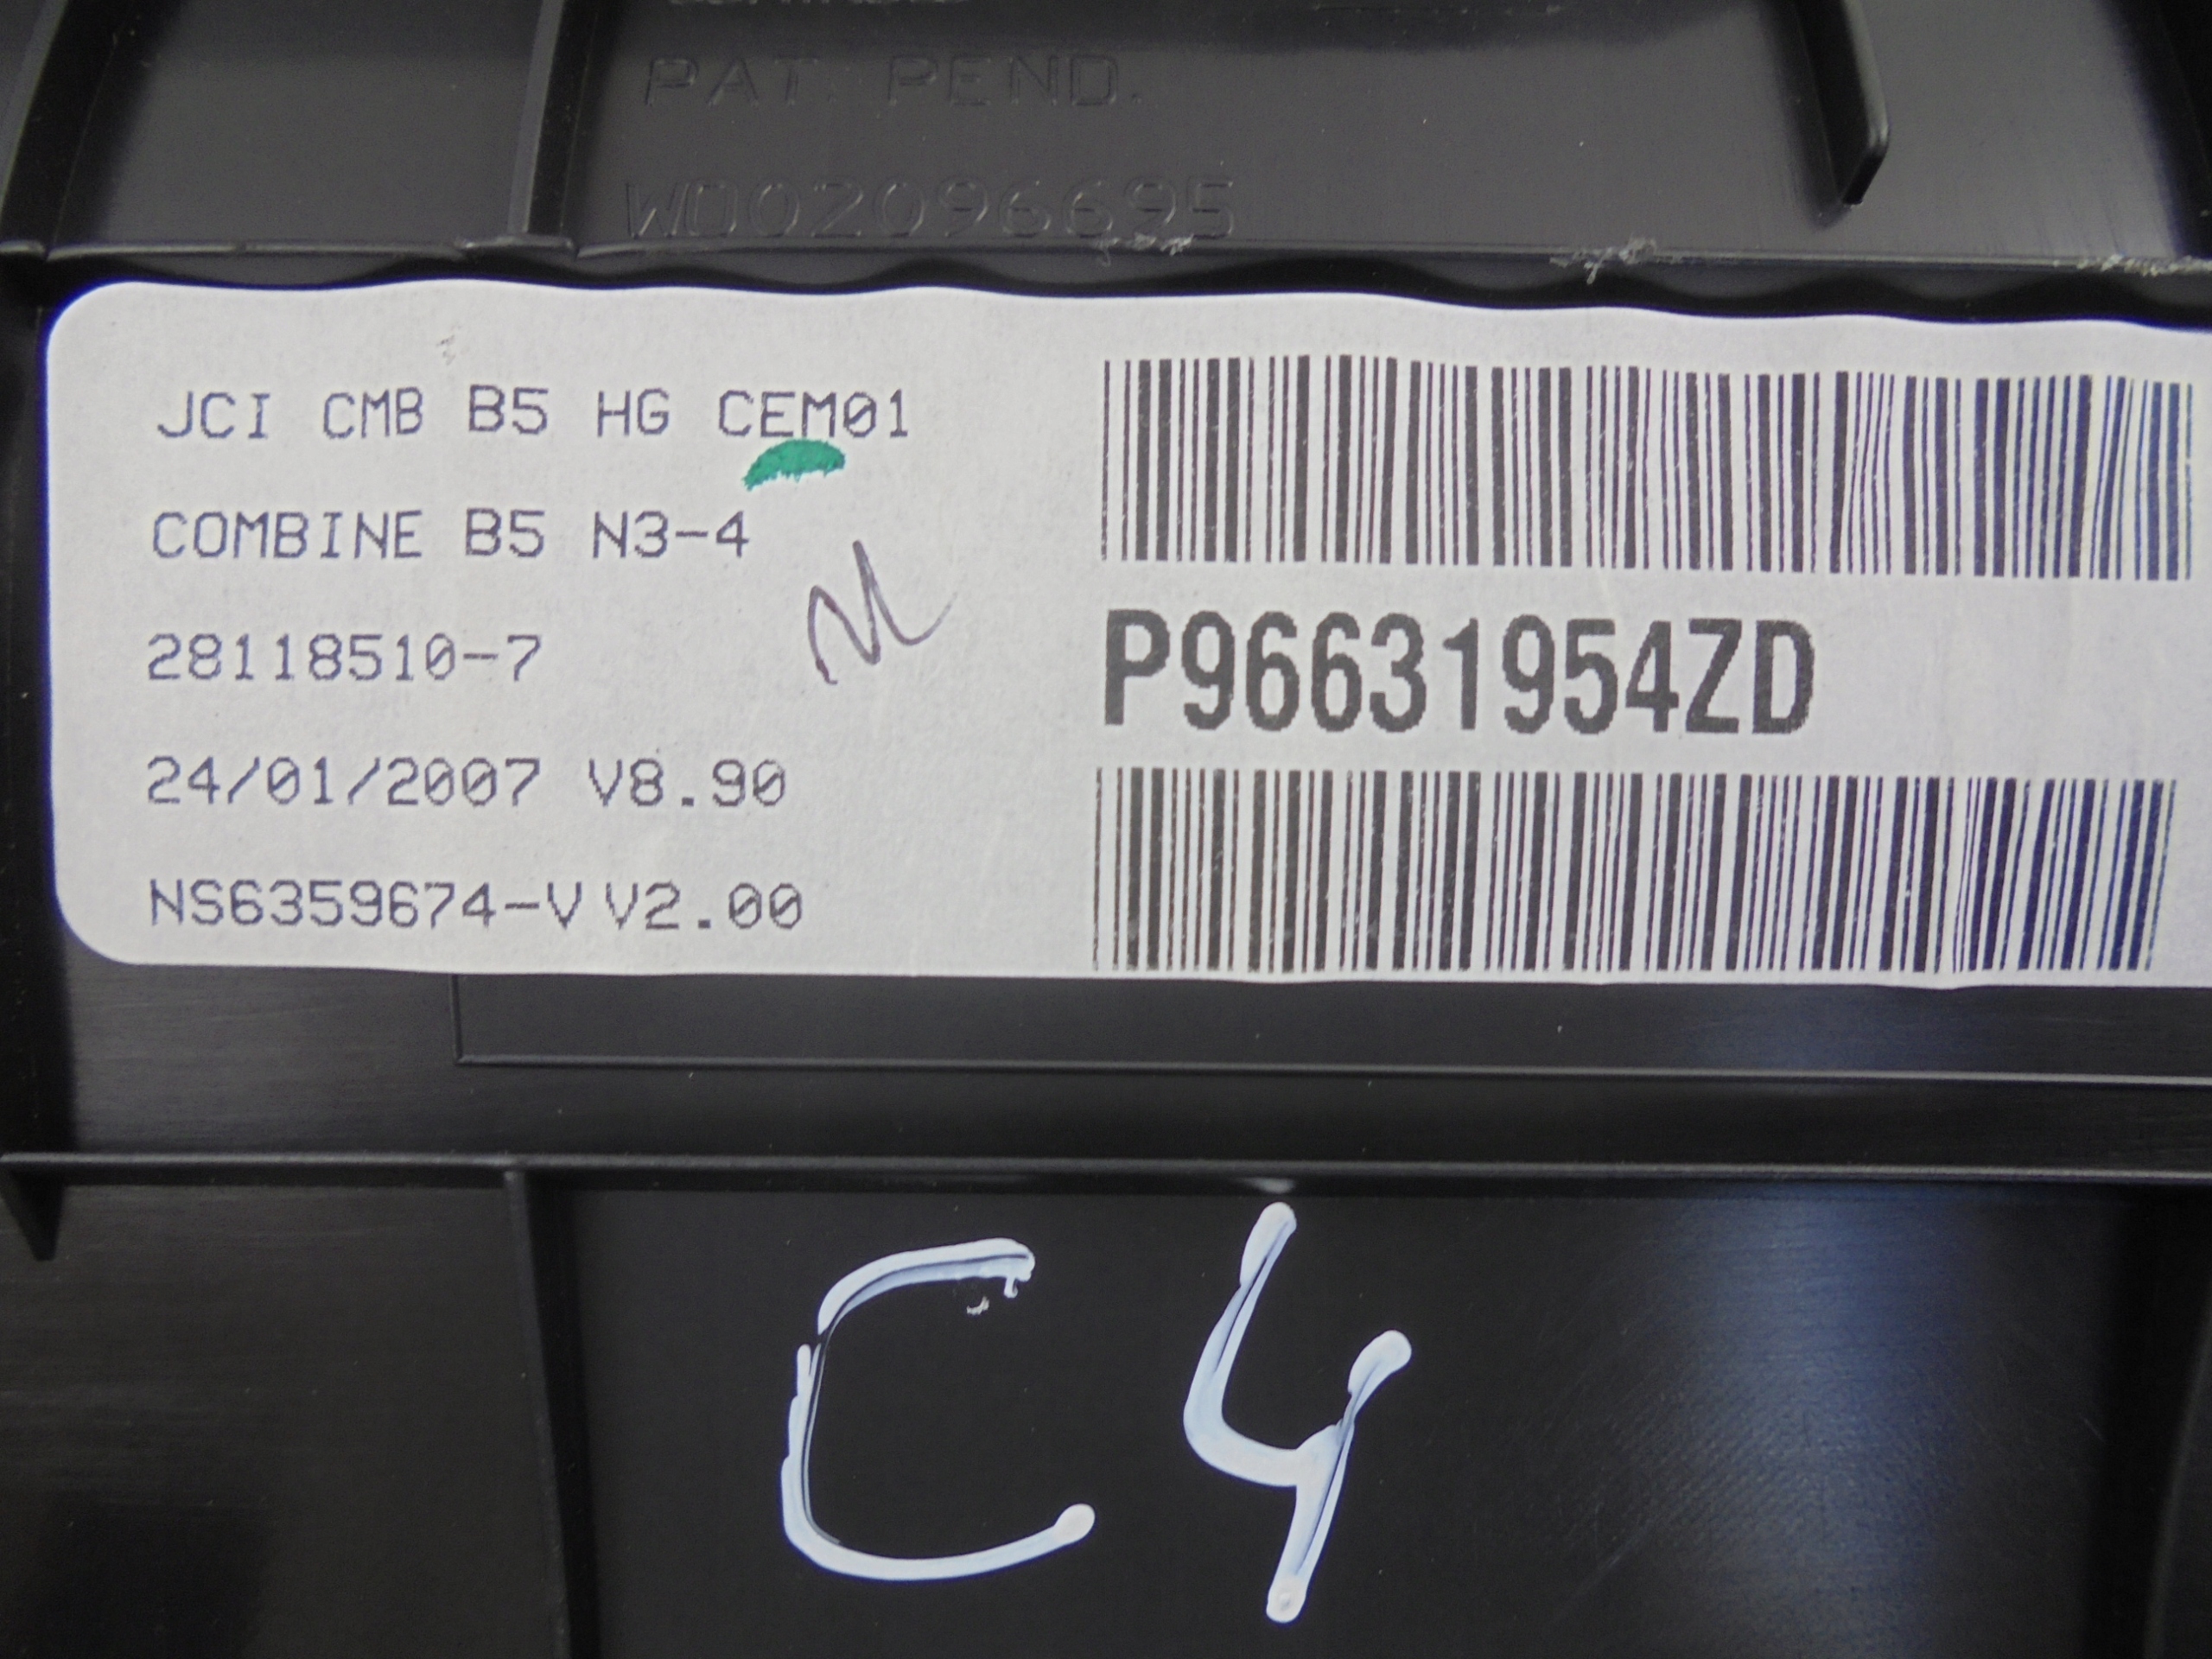 PAT. PEND.
WO02096695
JCI CMB B5 HG CEM01
COMBINE B5 N3-4
28118510-7
24/01/2007 V8.90
NS6359674-V V2.00
P96631954ZD
C4